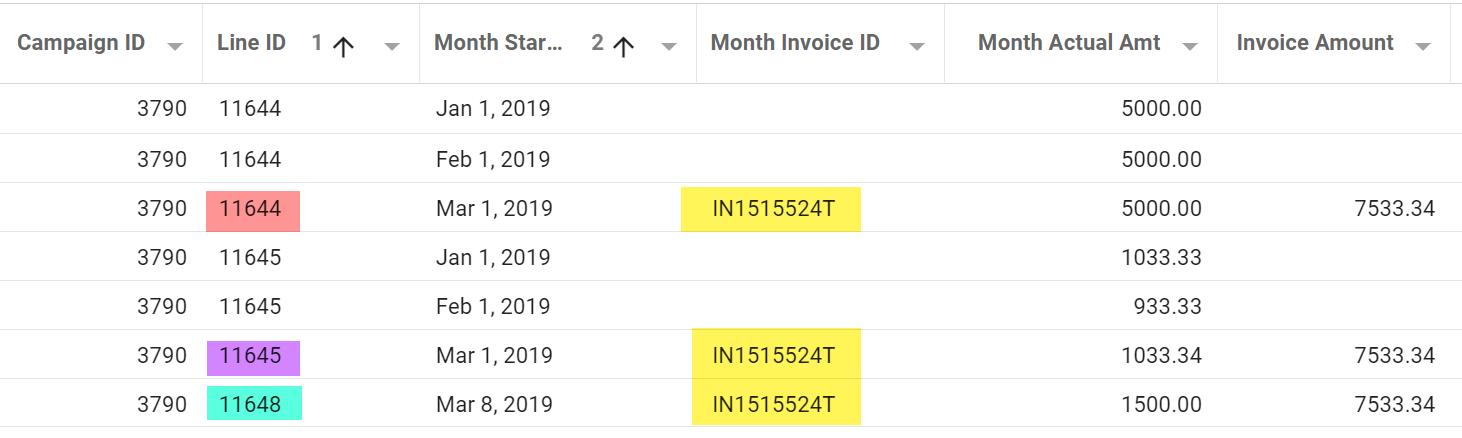 Campaign ID Line ID 1 Month Star... 2 Month Invoice ID Month Actual Amt Invoice Amount
3790 11644 Jan 1, 2019 5000.00
3790 11644 Feb 1, 2019 5000.00
3790 11644 Mar 1, 2019 IN1515524T 5000.00 7533.34
3790 11645 Jan 1, 2019 1033.33
3790 11645 Feb 1, 2019 933.33
3790 11645 Mar 1, 2019 IN1515524T 1033.34 7533.34
3790 11648 Mar 8, 2019 IN1515524T 1500.00 7533.34